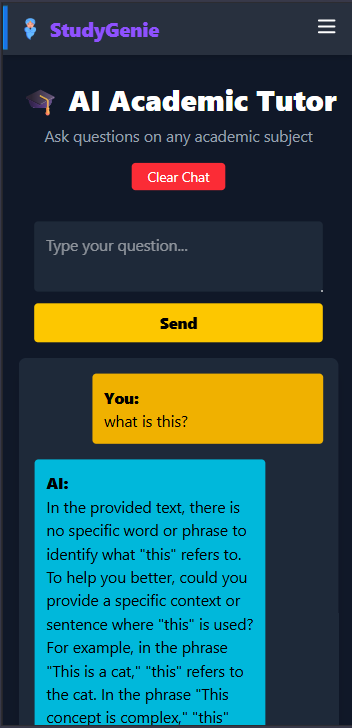 StudyGenie
AI Academic Tutor
Ask questions on any academic subject
Clear Chat
Type your question...
Send
You:
what is this?
AI:
In the provided text, there is
no specific word or phrase to
identify what "this" refers to.
To help you better, could you
provide a specific context or
sentence where "this" is used?
For example, in the phrase
"This is a cat," "this" refers to
the cat. In the phrase "This
concept is complex," "this"